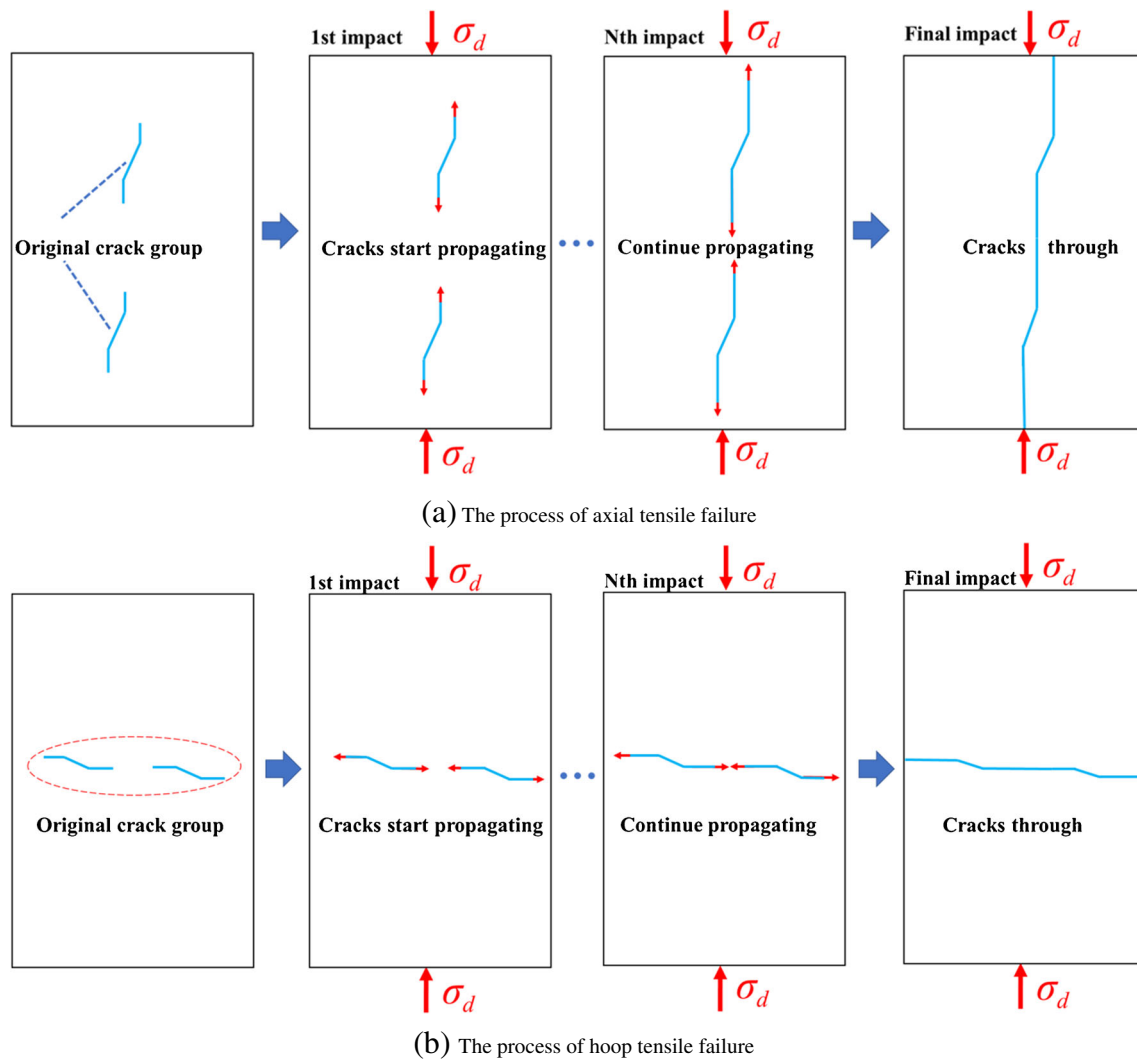 1st impact σd
Nth impact σd
Final impact σd
Original crack group
Cracks start propagating
Continue propagating
Cracks through
σd
σd
σd
(a) The process of axial tensile failure
1st impact σd
Nth impact σd
Final impact σd
Original crack group
Cracks start propagating
Continue propagating
Cracks through
σd
σd
σd
(b) The process of hoop tensile failure